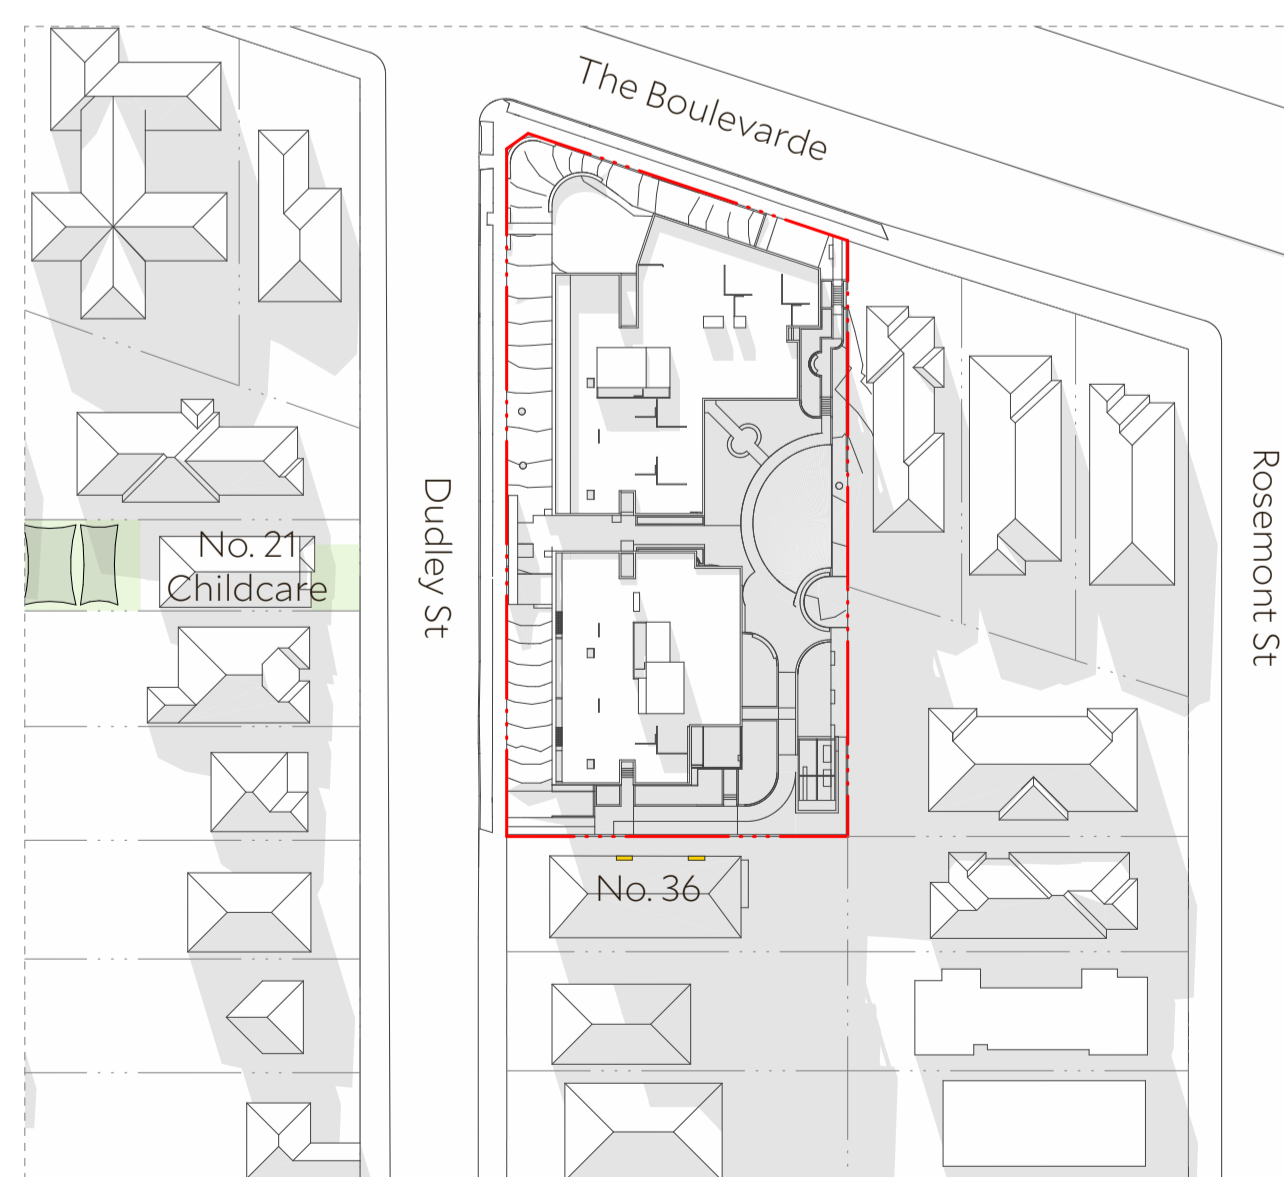 The Boulevarde
Dudley St
Rosemont St
No. 21
Childcare
No. 36